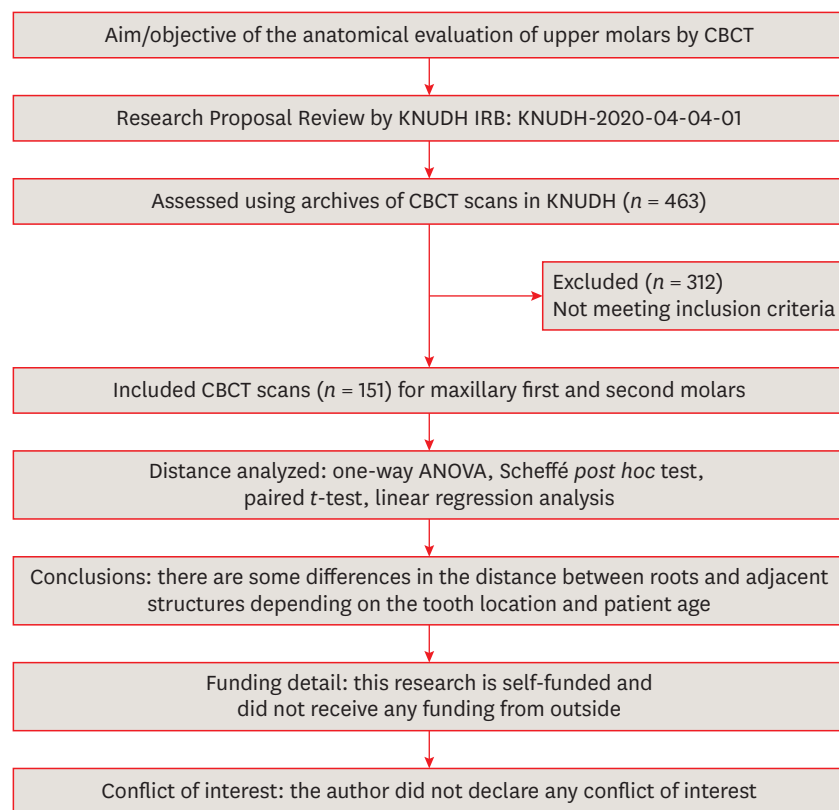 Aim/objective of the anatomical evaluation of upper molars by CBCT
Research Proposal Review by KNUDH IRB: KNUDH-2020-04-04-01
Assessed using archives of CBCT scans in KNUDH (n = 463)
Excluded (n = 312)
Not meeting inclusion criteria
Included CBCT scans (n = 151) for maxillary first and second molars
Distance analyzed: one-way ANOVA, Scheffé post hoc test,
paired t-test, linear regression analysis
Conclusions: there are some differences in the distance between roots and adjacent
structures depending on the tooth location and patient age
Funding detail: this research is self-funded and
did not receive any funding from outside
Conflict of interest: the author did not declare any conflict of interest